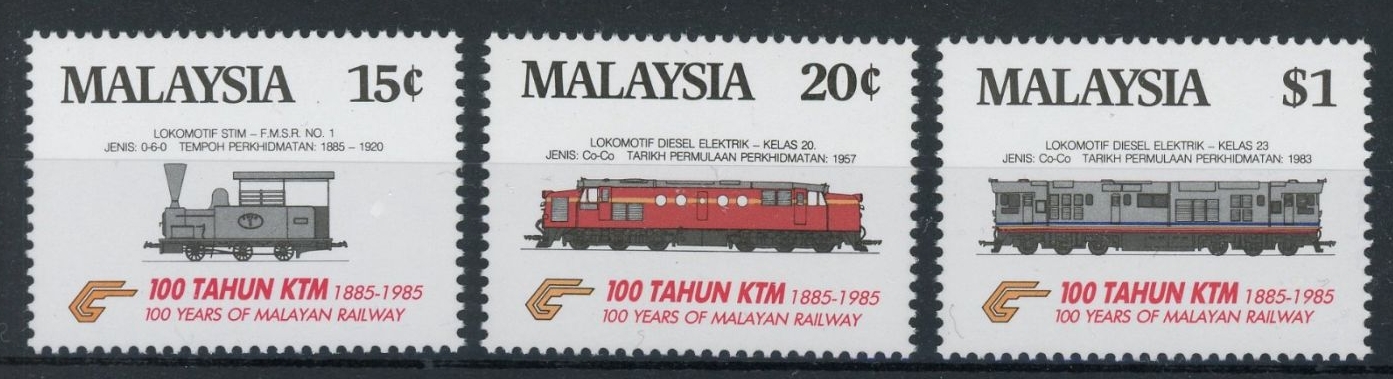 MALAYSIA 15¢
LOKOMOTIF STIM – F.M.S.R. NO. 1
JENIS: 0-6-0 TEMPOH PERKHIDMATAN: 1885 – 1920
100 TAHUN KTM 1885-1985
100 YEARS OF MALAYAN RAILWAY
MALAYSIA 20¢
LOKOMOTIF DIESEL ELEKTRIK – KELAS 20.
JENIS: Co-Co TARIKH PERMULAAN PERKHIDMATAN: 1957
100 TAHUN KTM 1885-1985
100 YEARS OF MALAYAN RAILWAY
MALAYSIA $1
LOKOMOTIF DIESEL ELEKTRIK – KELAS 23
JENIS: Co-Co TARIKH PERMULAAN PERKHIDMATAN: 1983
100 TAHUN KTM 1885-1985
100 YEARS OF MALAYAN RAILWAY